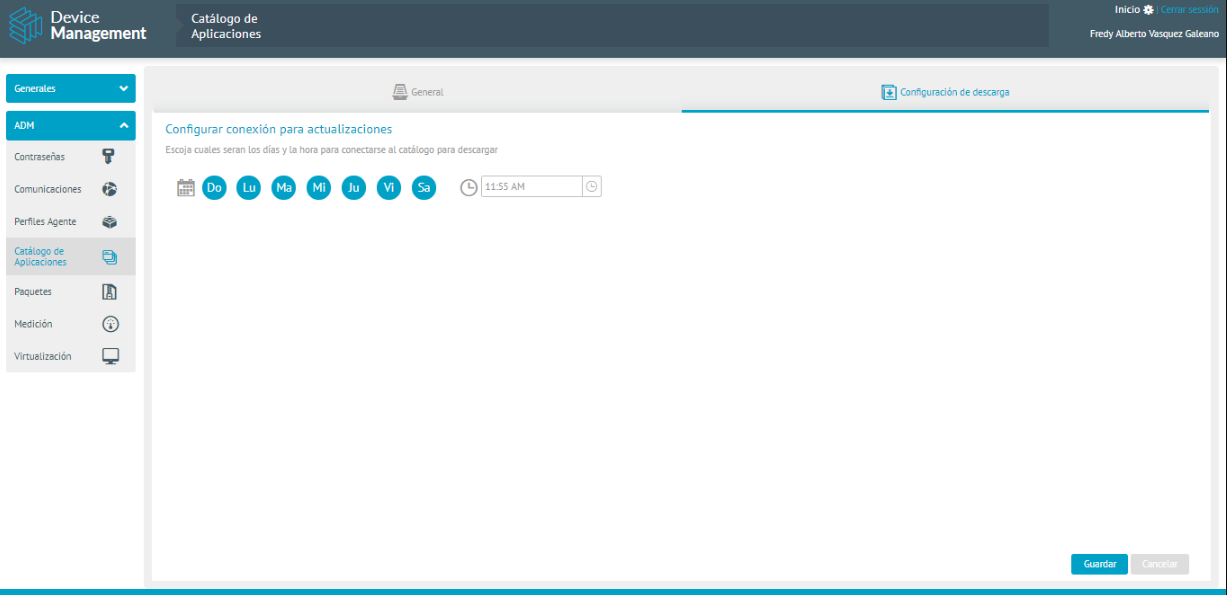 Device
Management
Catálogo de
Aplicaciones
Inicio | Cerrar sessión
Fredy Alberto Vasquez Galeano
Generales
ADM
Contraseñas
Comunicaciones
Perfiles Agente
Catálogo de
Aplicaciones
Paquetes
Medición
Virtualización
General
Configuración de descarga
Configurar conexión para actualizaciones
Escoja cuales seran los días y la hora para conectarse al catálogo para descargar
Do Lu Ma Mi Ju Vi Sa 11:55 AM
Guardar Cancelar